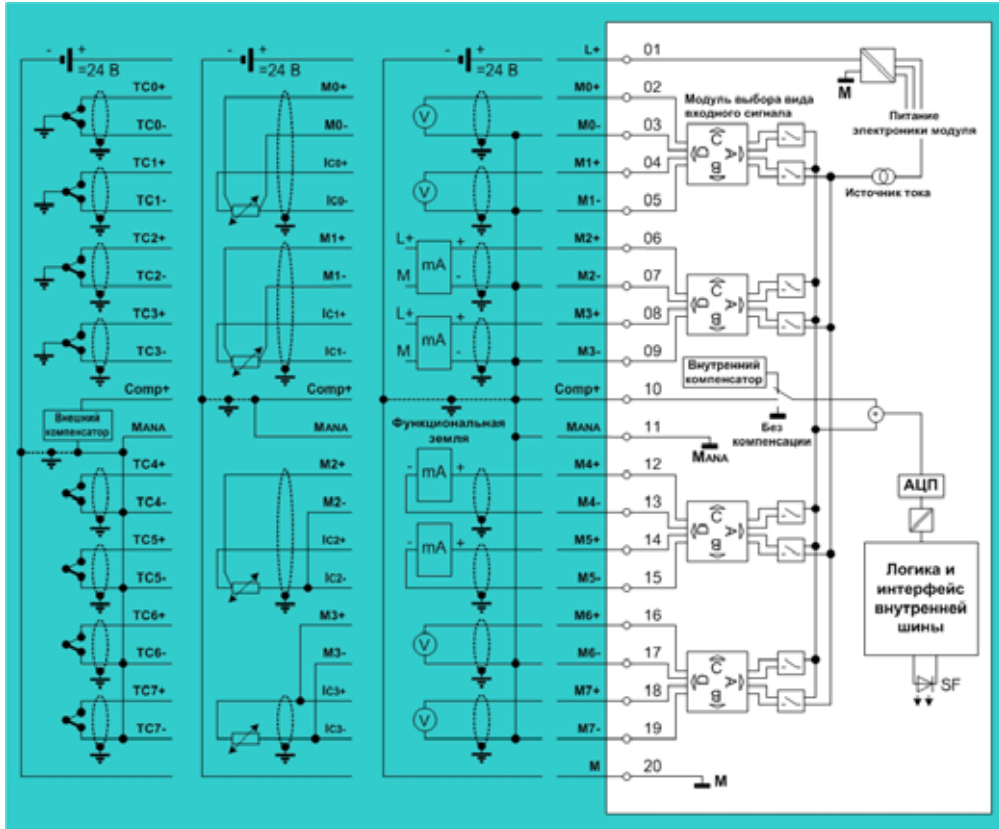 - +
=24 В
TC0+
TC0-
TC1+
TC1-
TC2+
TC2-
TC3+
TC3-
Comp+
Внешний
компенсатор
MANA
TC4+
TC4-
TC5+
TC5-
TC6+
TC6-
TC7+
TC7-
- +
=24 В
M0+
M0-
IC0+
IC0-
M1+
M1-
IC1+
IC1-
Comp+
MANA
M2+
M2-
IC2+
IC2-
M3+
M3-
IC3+
IC3-
- +
=24 В
V
V
L+ mA +
M -
L+ mA +
M -
Функциональная
земля
- mA +
- mA +
V
V
L+ 01
M0+ 02
M0- 03
M1+ 04
M1- 05
M2+ 06
M2- 07
M3+ 08
M3- 09
Comp+ 10
MANA 11
M4+ 12
M4- 13
M5+ 14
M5- 15
M6+ 16
M6- 17
M7+ 18
M7- 19
M 20
M
Модуль выбора вида
входного сигнала
Питание
электроники модуля
Источник тока
C
D A
B
C
D A
B
Внутренний
компенсатор
Без
компенсации
MANA
C
D A
B
C
D A
B
АЦП
Логика и
интерфейс
внутренней
шины
SF
M